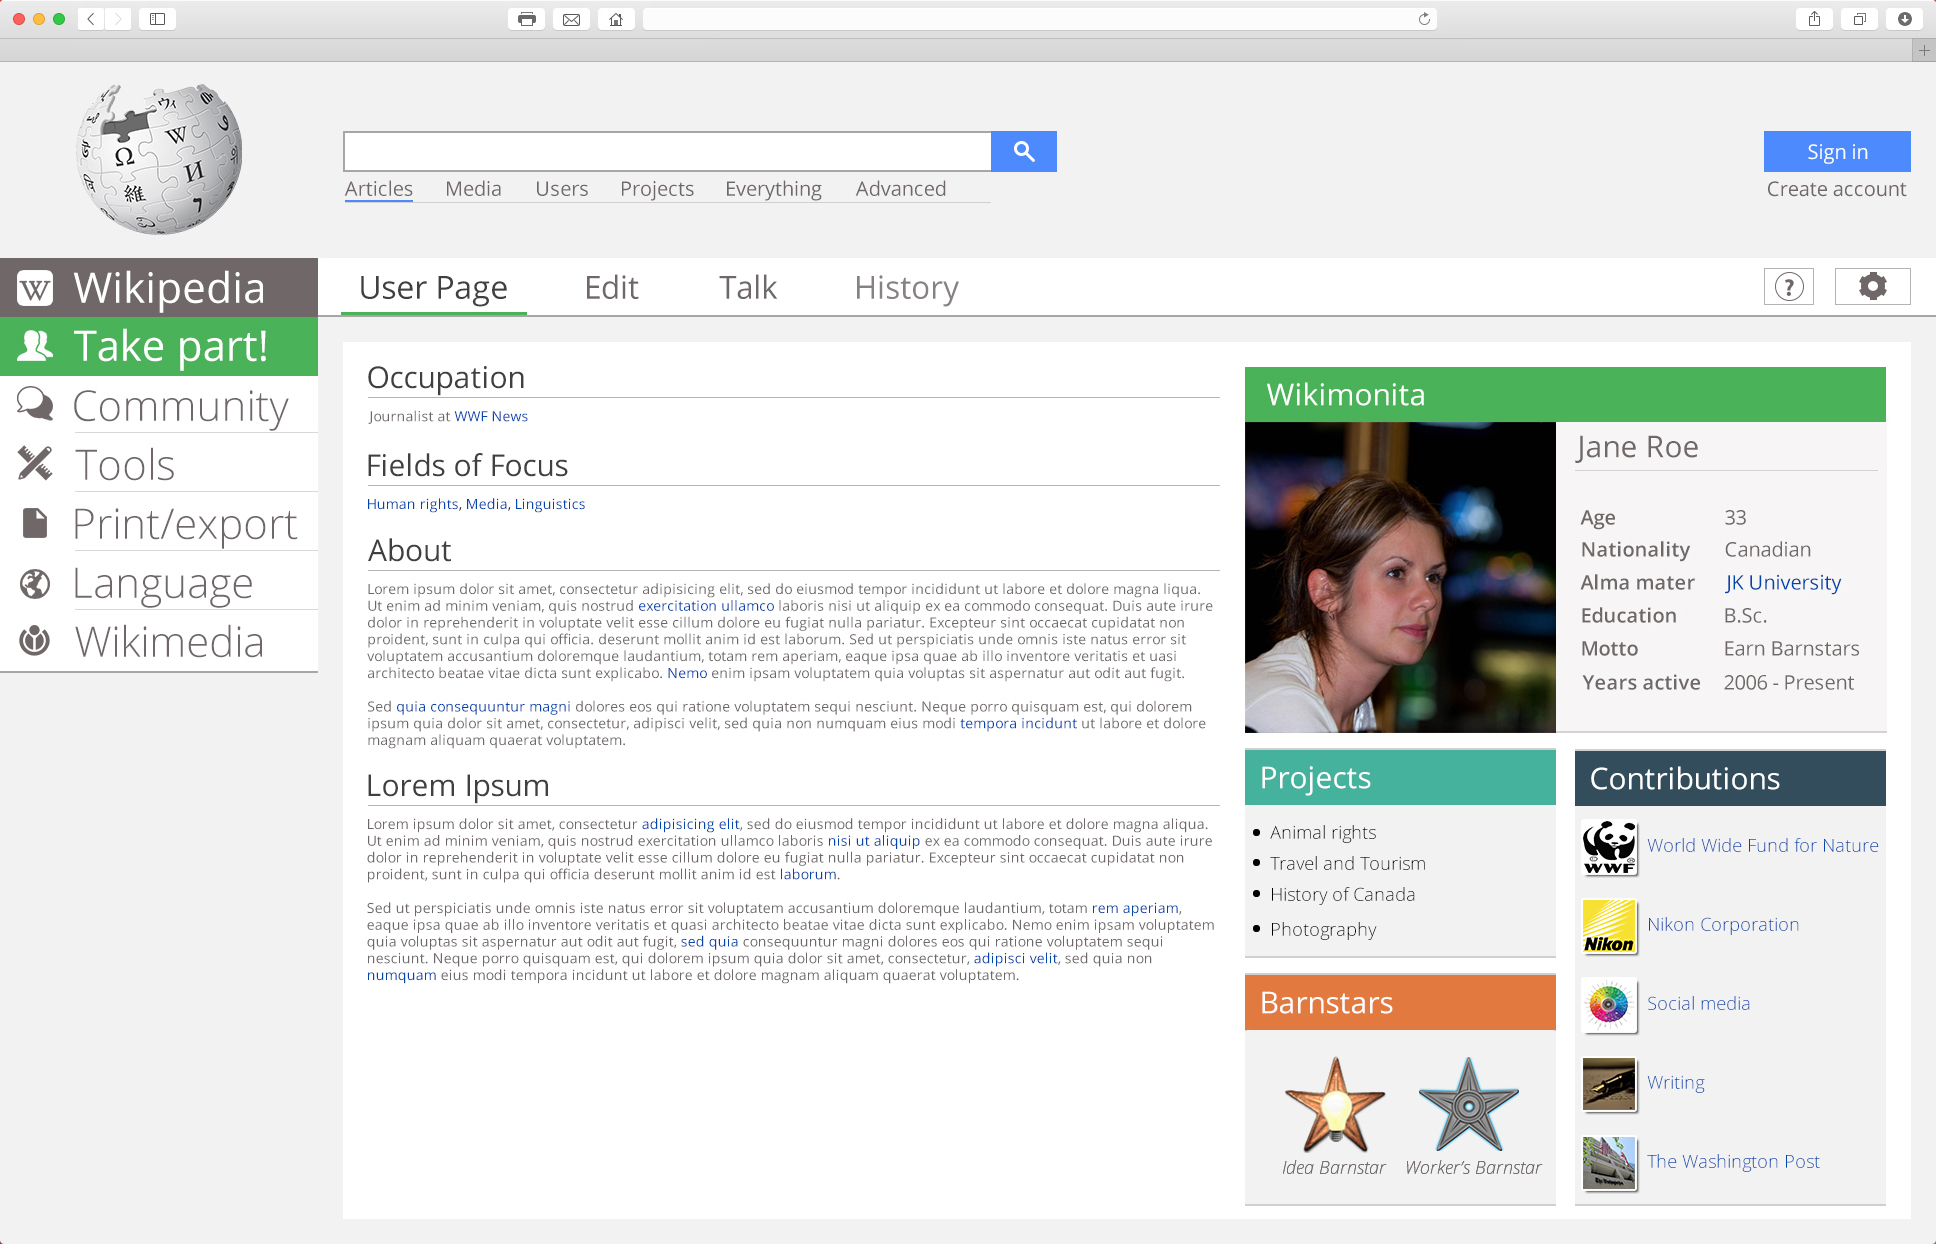 Ω
W
И
維
Articles
Media
Users
Projects
Everything
Advanced
Sign in
Create account
W
Wikipedia
Take part!
Community
Tools
Print/export
Language
Wikimedia
User Page
Edit
Talk
History
?
Occupation
Journalist at WWF News
Fields of Focus
Human rights, Media, Linguistics
About
Lorem ipsum dolor sit amet, consectetur adipisicing elit, sed do eiusmod tempor incididunt ut labore et dolore magna liqua.
Ut enim ad minim veniam, quis nostrud exercitation ullamco laboris nisi ut aliquip ex ea commodo consequat. Duis aute irure
dolor in reprehenderit in voluptate velit esse cillum dolore eu fugiat nulla pariatur. Excepteur sint occaecat cupidatat non
proident, sunt in culpa qui officia. deserunt mollit anim id est laborum. Sed ut perspiciatis unde omnis iste natus error sit
voluptatem accusantium doloremque laudantium, totam rem aperiam, eaque ipsa quae ab illo inventore veritatis et uasi
architecto beatae vitae dicta sunt explicabo. Nemo enim ipsam voluptatem quia voluptas sit aspernatur aut odit aut fugit.
Sed quia consequuntur magni dolores eos qui ratione voluptatem sequi nesciunt. Neque porro quisquam est, qui dolorem
ipsum quia dolor sit amet, consectetur, adipisci velit, sed quia non numquam eius modi tempora incidunt ut labore et dolore
magnam aliquam quaerat voluptatem.
Lorem Ipsum
Lorem ipsum dolor sit amet, consectetur adipisicing elit, sed do eiusmod tempor incididunt ut labore et dolore magna aliqua.
Ut enim ad minim veniam, quis nostrud exercitation ullamco laboris nisi ut aliquip ex ea commodo consequat. Duis aute irure
dolor in reprehenderit in voluptate velit esse cillum dolore eu fugiat nulla pariatur. Excepteur sint occaecat cupidatat non
proident, sunt in culpa qui officia deserunt mollit anim id est laborum.
Sed ut perspiciatis unde omnis iste natus error sit voluptatem accusantium doloremque laudantium, totam rem aperiam,
eaque ipsa quae ab illo inventore veritatis et quasi architecto beatae vitae dicta sunt explicabo. Nemo enim ipsam voluptatem
quia voluptas sit aspernatur aut odit aut fugit, sed quia consequuntur magni dolores eos qui ratione voluptatem sequi
nesciunt. Neque porro quisquam est, qui dolorem ipsum quia dolor sit amet, consectetur, adipisci velit, sed quia non
numquam eius modi tempora incidunt ut labore et dolore magnam aliquam quaerat voluptatem.
Wikimonita
Jane Roe
Age 33
Nationality Canadian
Alma mater JK University
Education B.Sc.
Motto Earn Barnstars
Years active 2006 - Present
Projects
Animal rights
Travel and Tourism
History of Canada
Photography
Barnstars
Idea Barnstar
Worker's Barnstar
Contributions
WWF
World Wide Fund for Nature
Nikon
Nikon Corporation
Social media
Writing
The Washington Post